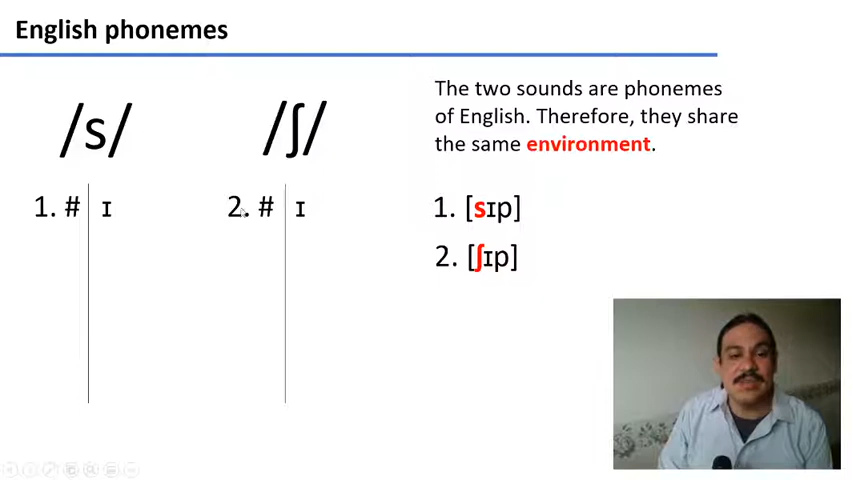 English phonemes
/s/
/ʃ/
The two sounds are phonemes
of English. Therefore, they share
the same environment.
1. # ɪ
2. # ɪ
1. [sɪp]
2. [ʃɪp]